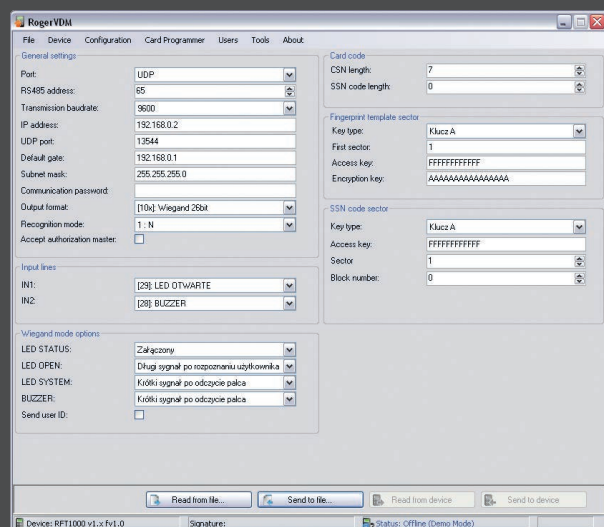 RogerVDM
File Device Configuration Card Programmer Users Tools About
General settings
Port: UDP
RS485 address: 65
Transmission baudrate: 9600
IP address: 192.168.0.2
UDP port: 13544
Default gate: 192.168.0.1
Subnet mask: 255.255.255.0
Communication password:
Output format: [10x]: Wiegand 26bit
Recognition mode: 1 : N
Accept authorization master:
Input lines
IN1: [29]: LED OTWARTE
IN2: [28]: BUZZER
Wiegand mode options
LED STATUS: Załączony
LED OPEN: Długi sygnał po rozpoznaniu użytkownika
LED SYSTEM: Krótki sygnał po odczycie palca
BUZZER: Krótki sygnał po odczycie palca
Send user ID:
Card code
CSN length: 7
SSN code length: 0
Fingerprint template sector
Key type: Klucz A
First sector: 1
Access key: FFFFFFFFFFFF
Encryption key: AAAAAAAAAAAAAAAA
SSN code sector
Key type: Klucz A
Access key: FFFFFFFFFFFF
Sector 1
Block number: 0
Read from file... Send to file... Read from device Send to device
Device: RFT1000 v1.x fv1.0 Signature: Status: Offline (Demo Mode)